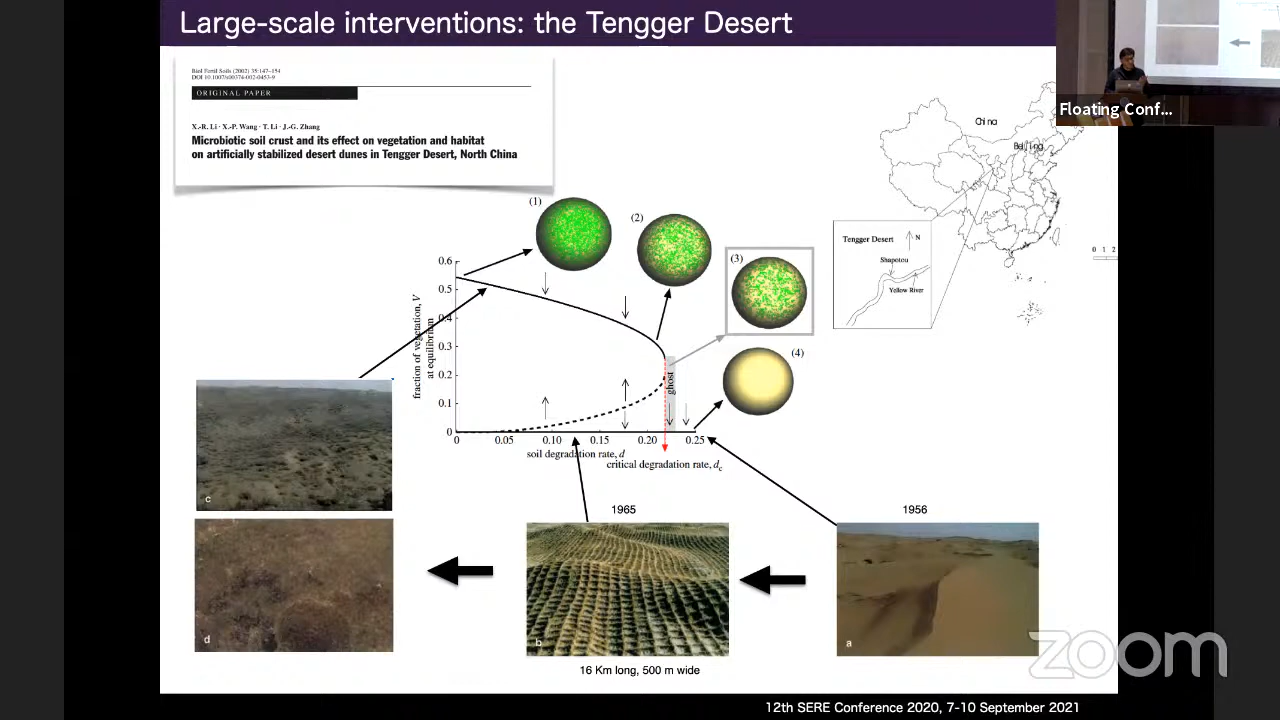 Large-scale interventions: the Tengger Desert
Floating Conf...
Biol Fertil Soils (2002) 35:147–154
DOI 10.1007/s00374-002-0453-9
ORIGINAL PAPER
X.-R. Li · X.-P. Wang · T. Li · J.-G. Zhang
Microbiotic soil crust and its effect on vegetation and habitat
on artificially stabilized desert dunes in Tengger Desert, North China
China
Beijing
Tengger Desert
N
Shapotou
Yellow River
0 1 2
(1)
(2)
(3)
(4)
fraction of vegetation, V
at equilibrium
0.6
0.5
0.4
0.3
0.2
0.1
0
ghost
0 0.05 0.10 0.15 0.20 0.25
soil degradation rate, d
critical degradation rate, dc
c
d
1965
b
16 Km long, 500 m wide
1956
a
zoom
12th SERE Conference 2020, 7-10 September 2021